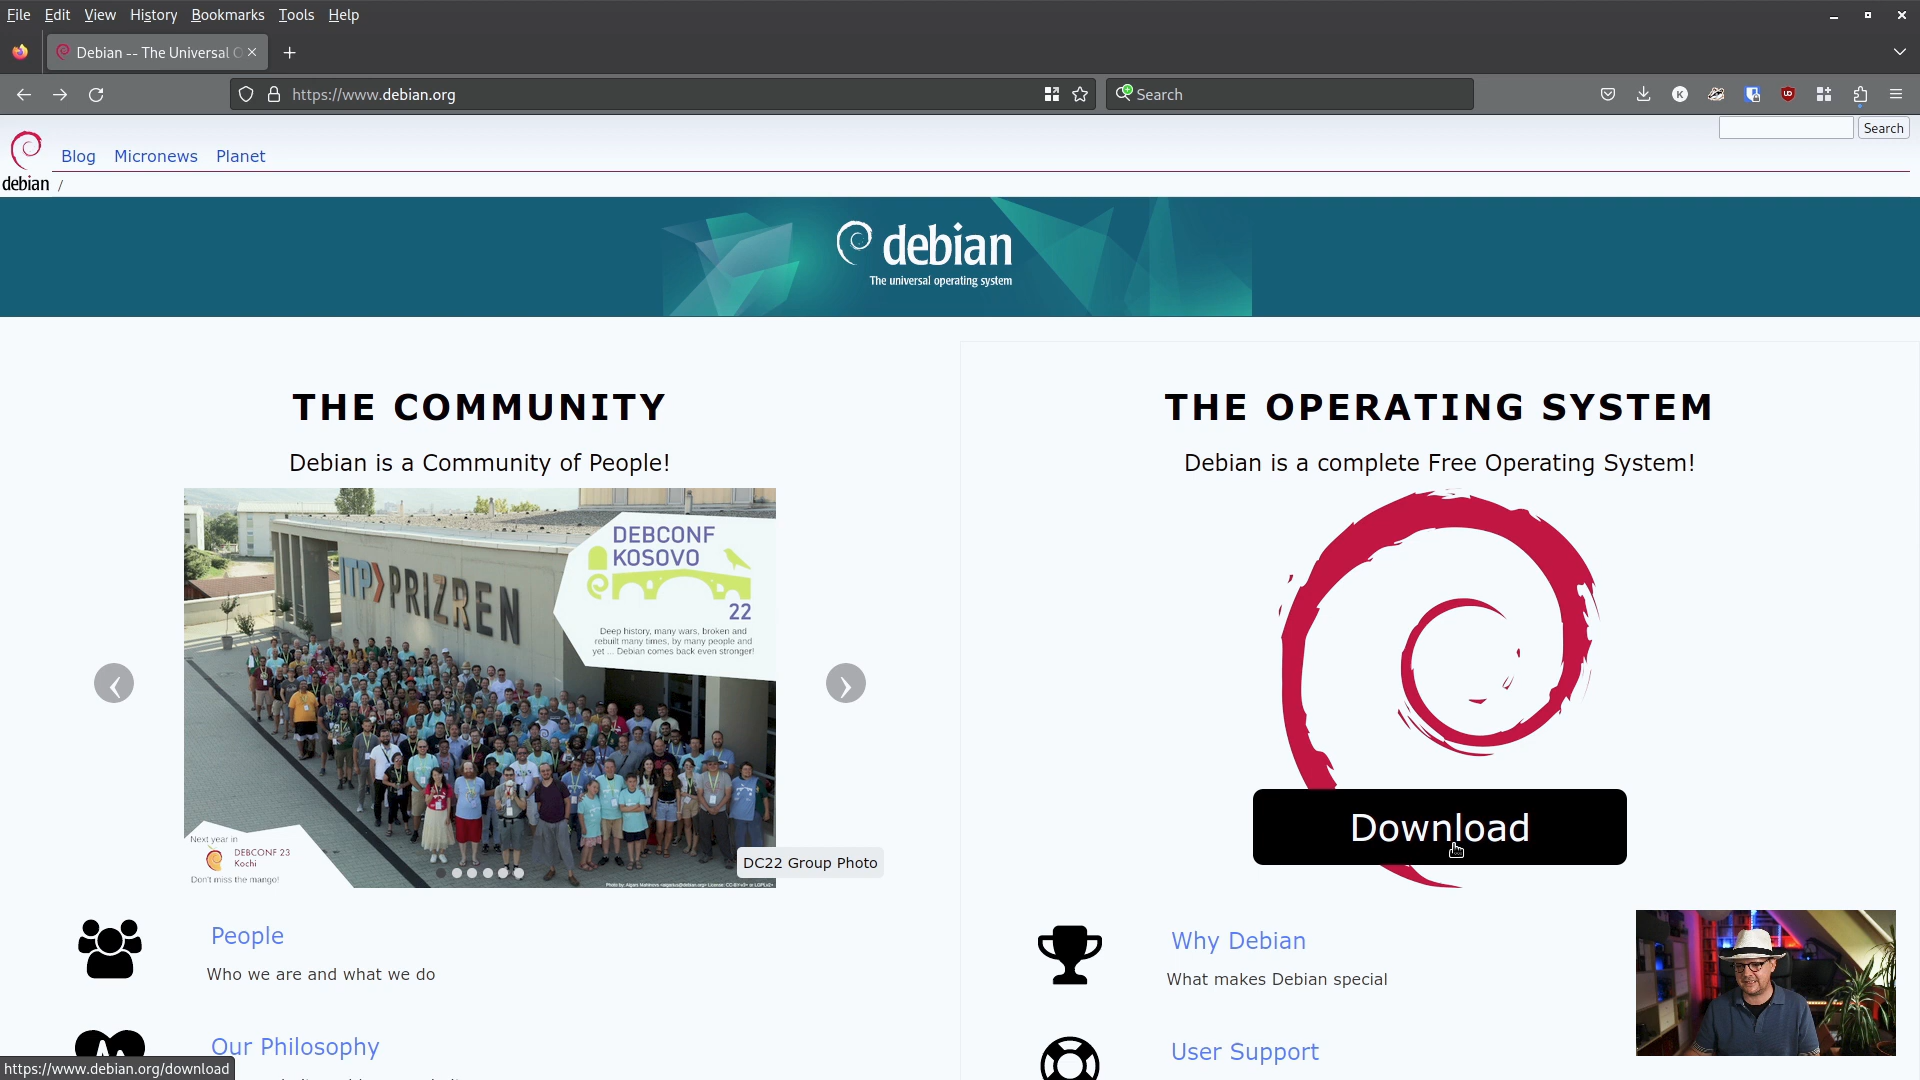 File Edit View History Bookmarks Tools Help
Debian -- The Universal O
https://www.debian.org
Search
Search
Blog Micronews Planet
debian /
debian
The universal operating system
THE COMMUNITY
Debian is a Community of People!
ITP>PRIZREN
DEBCONF
KOSOVO
22
Deep history, many wars, broken and
rebuilt many times, by many people and
yet ... Debian comes back even stronger!
Next year in
DEBCONF 23
Kochi
Don't miss the mango!
DC22 Group Photo
People
Who we are and what we do
Our Philosophy
THE OPERATING SYSTEM
Debian is a complete Free Operating System!
Download
Why Debian
What makes Debian special
User Support
https://www.debian.org/download